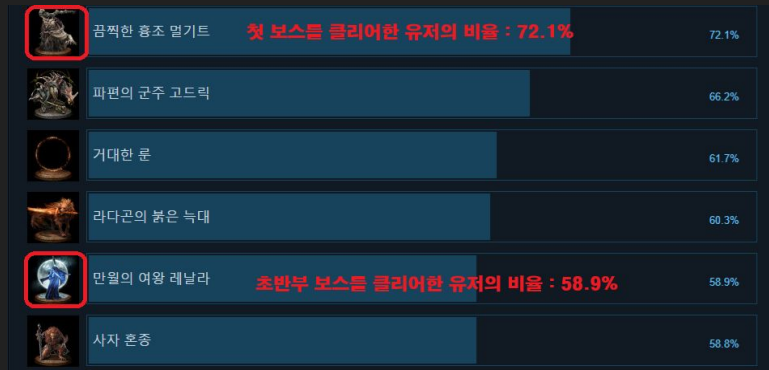 끔찍한 흉조 멀기트 첫 보스를 클리어한 유저의 비율 : 72.1% 72.1%
파편의 군주 고드릭 66.2%
거대한 룬 61.7%
라다곤의 붉은 늑대 60.3%
만월의 여왕 레날라 초반부 보스를 클리어한 유저의 비율 : 58.9% 58.9%
사자 혼종 58.8%